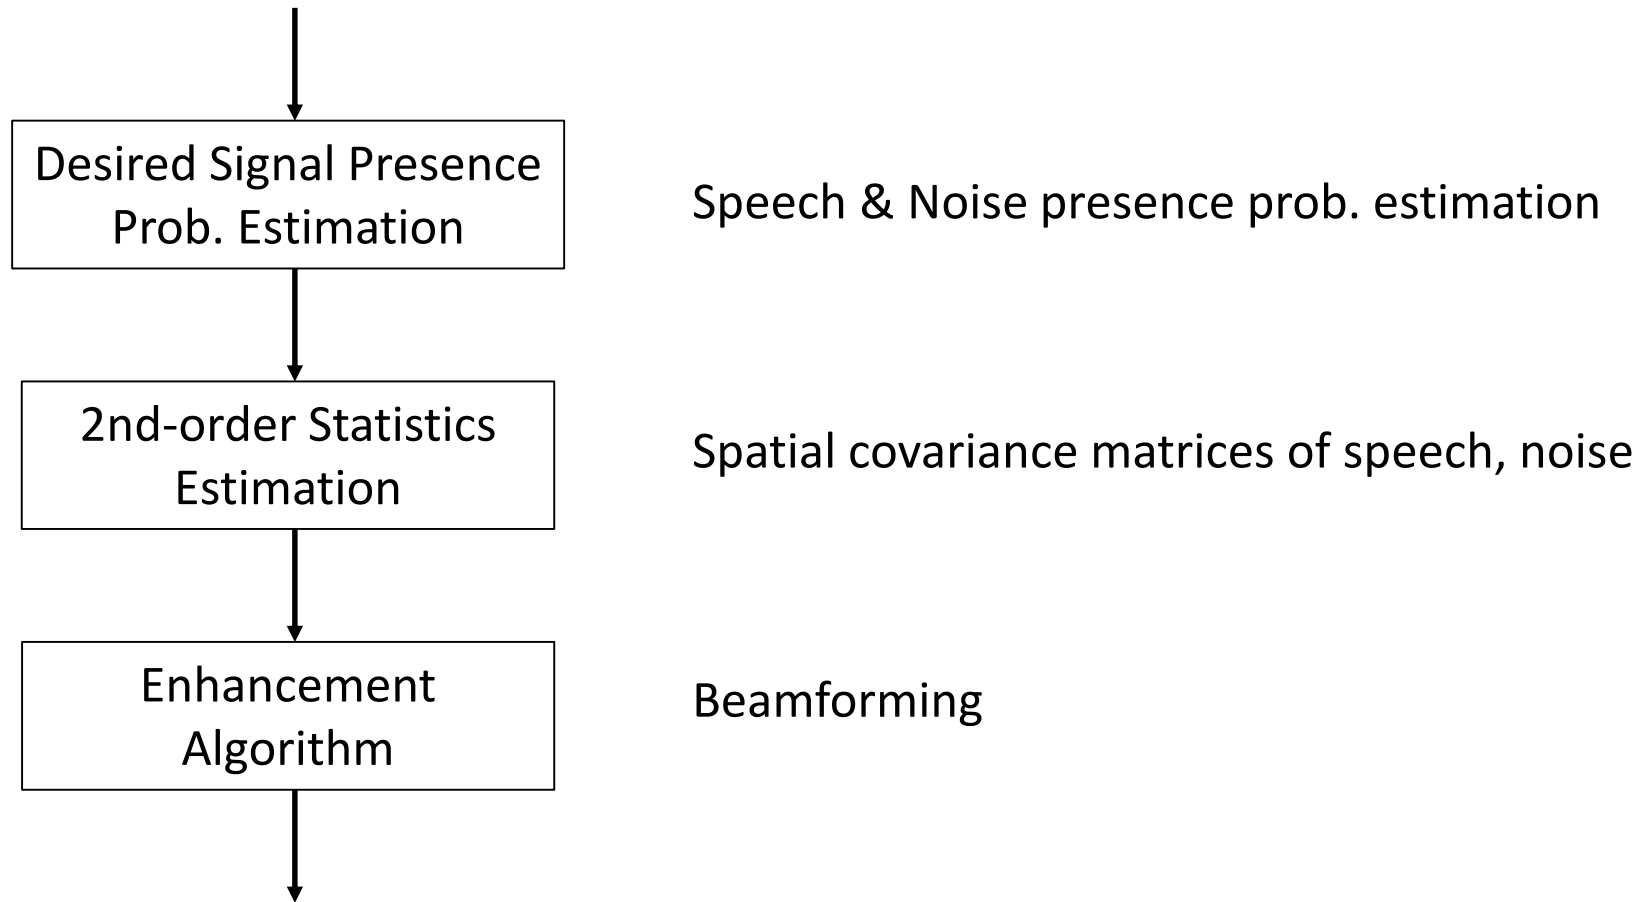 Desired Signal Presence
Prob. Estimation
Speech & Noise presence prob. estimation
2nd-order Statistics
Estimation
Spatial covariance matrices of speech, noise
Enhancement
Algorithm
Beamforming